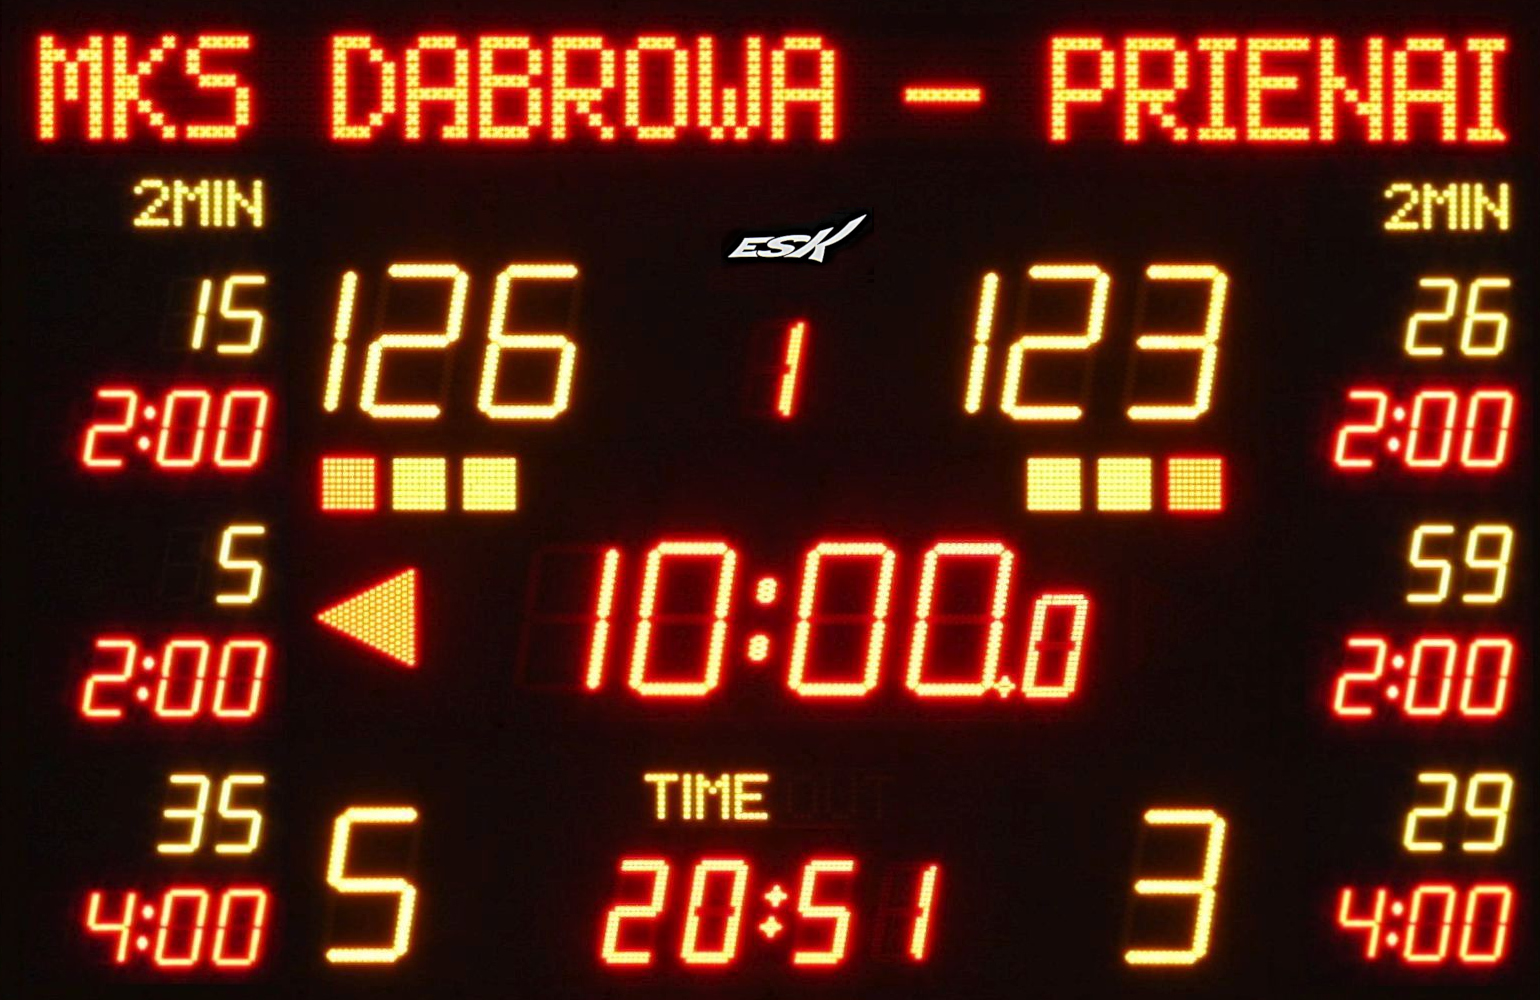 MKS DABROWA - PRIENAI
2MIN 2MIN
ESK
15 126 1 123 26
2:00 2:00
5 10:00.0 59
2:00 2:00
TIME
35 29
5 20:51 1 3
4:00 4:00